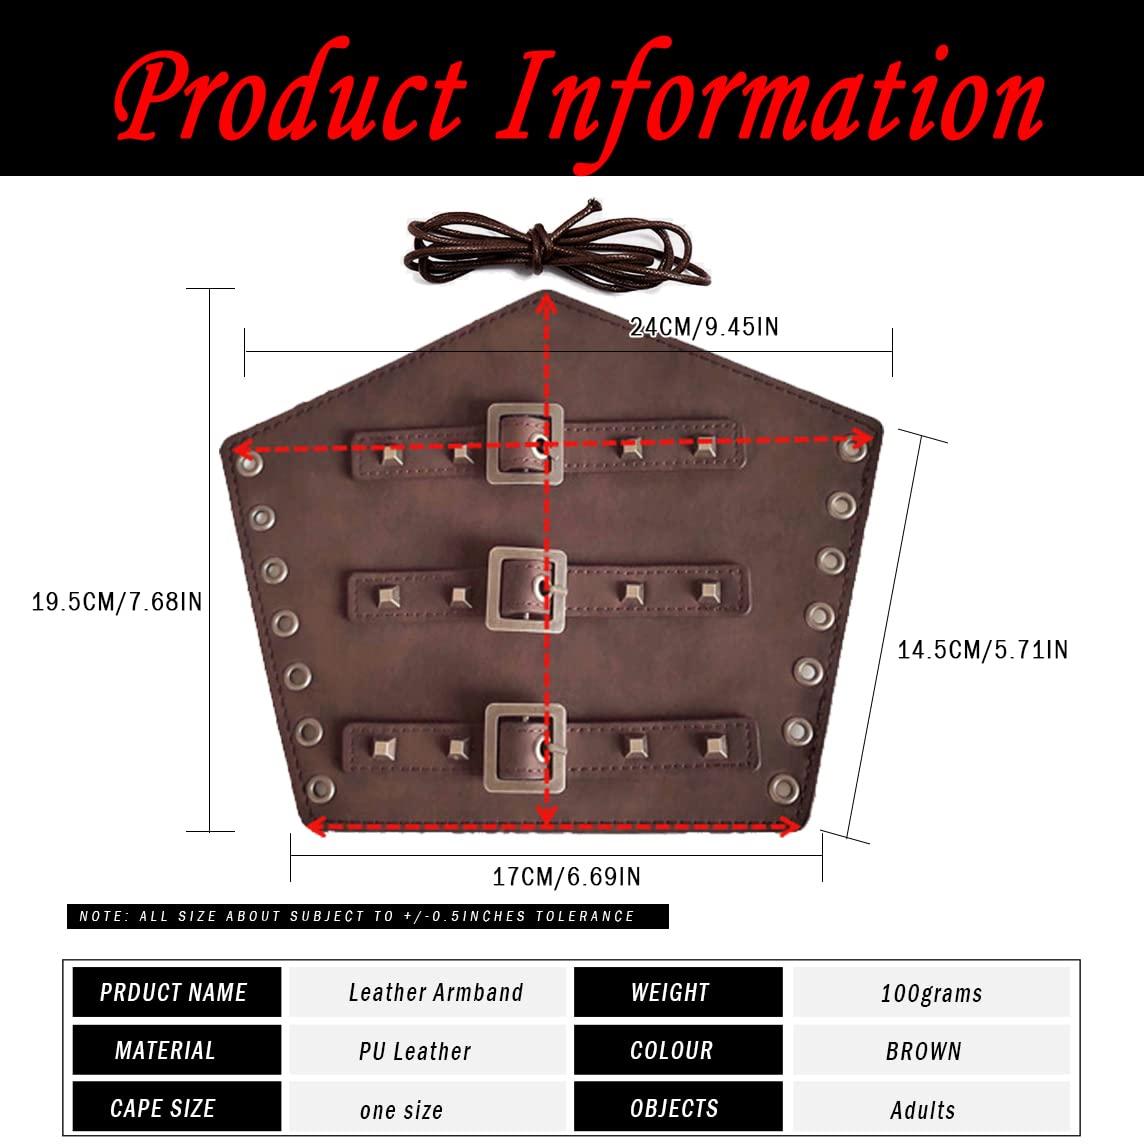 Product Information
24CM/9.45IN
19.5CM/7.68IN
14.5CM/5.71IN
17CM/6.69IN
NOTE: ALL SIZE ABOUT SUBJECT TO +/-0.5INCHES TOLERANCE
PRDUCT NAME Leather Armband WEIGHT 100grams
MATERIAL PU Leather COLOUR BROWN
CAPE SIZE one size OBJECTS Adults